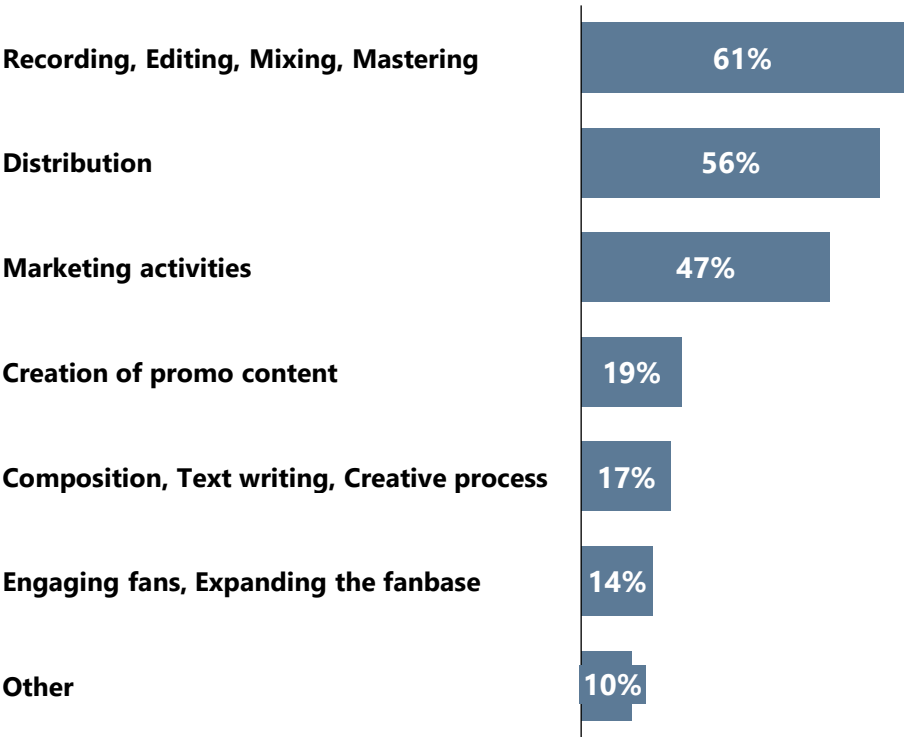 Recording, Editing, Mixing, Mastering 61%
Distribution 56%
Marketing activities 47%
Creation of promo content 19%
Composition, Text writing, Creative process 17%
Engaging fans, Expanding the fanbase 14%
Other 10%